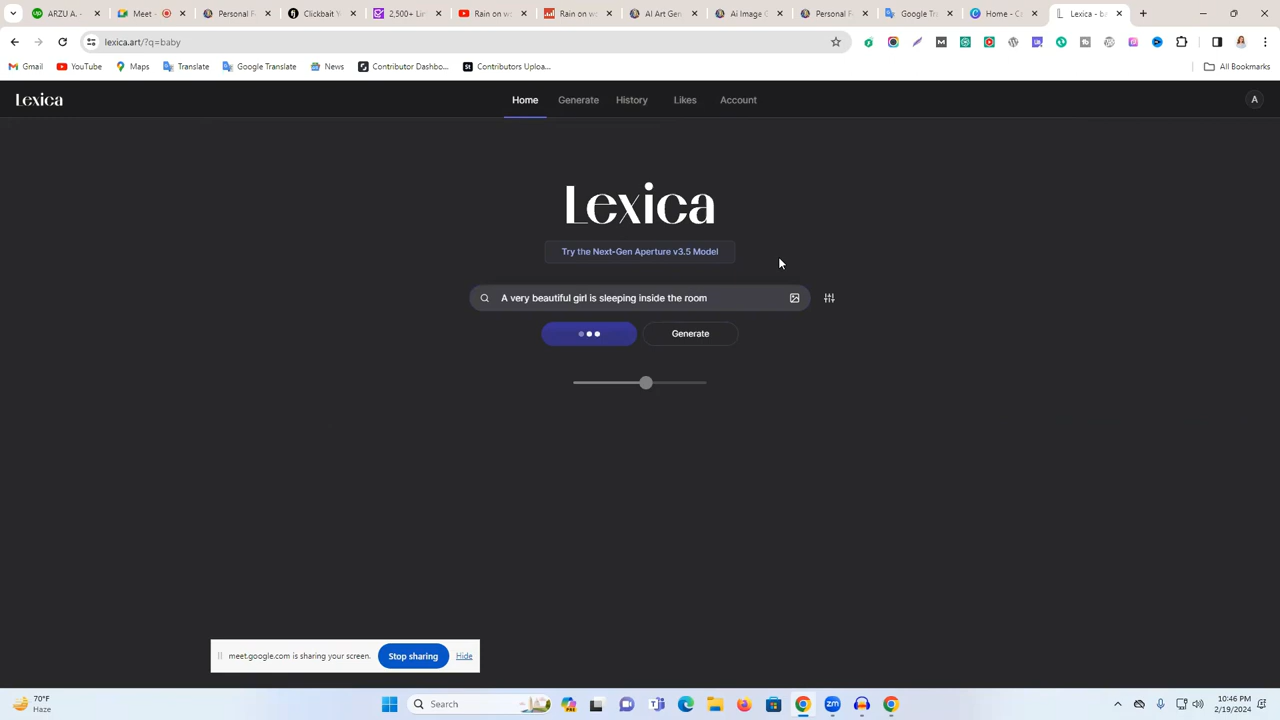 ARZU A. -
Meet -
Personal R
Clickbait Y
2,500+ Lin
Rain on w
Rain on w
AI Art Gen
Image G
Personal R
Google Tr
Home - C
Lexica - ba
lexica.art/?q=baby
Gmail
YouTube
Maps
Translate
Google Translate
News
Contributor Dashbo...
Contributors Uploa...
All Bookmarks
Lexica
Home
Generate
History
Likes
Account
A
Lexica
Try the Next-Gen Aperture v3.5 Model
A very beautiful girl is sleeping inside the room
Generate
meet.google.com is sharing your screen.
Stop sharing
Hide
70°F
Haze
Search
10:46 PM
2/19/2024